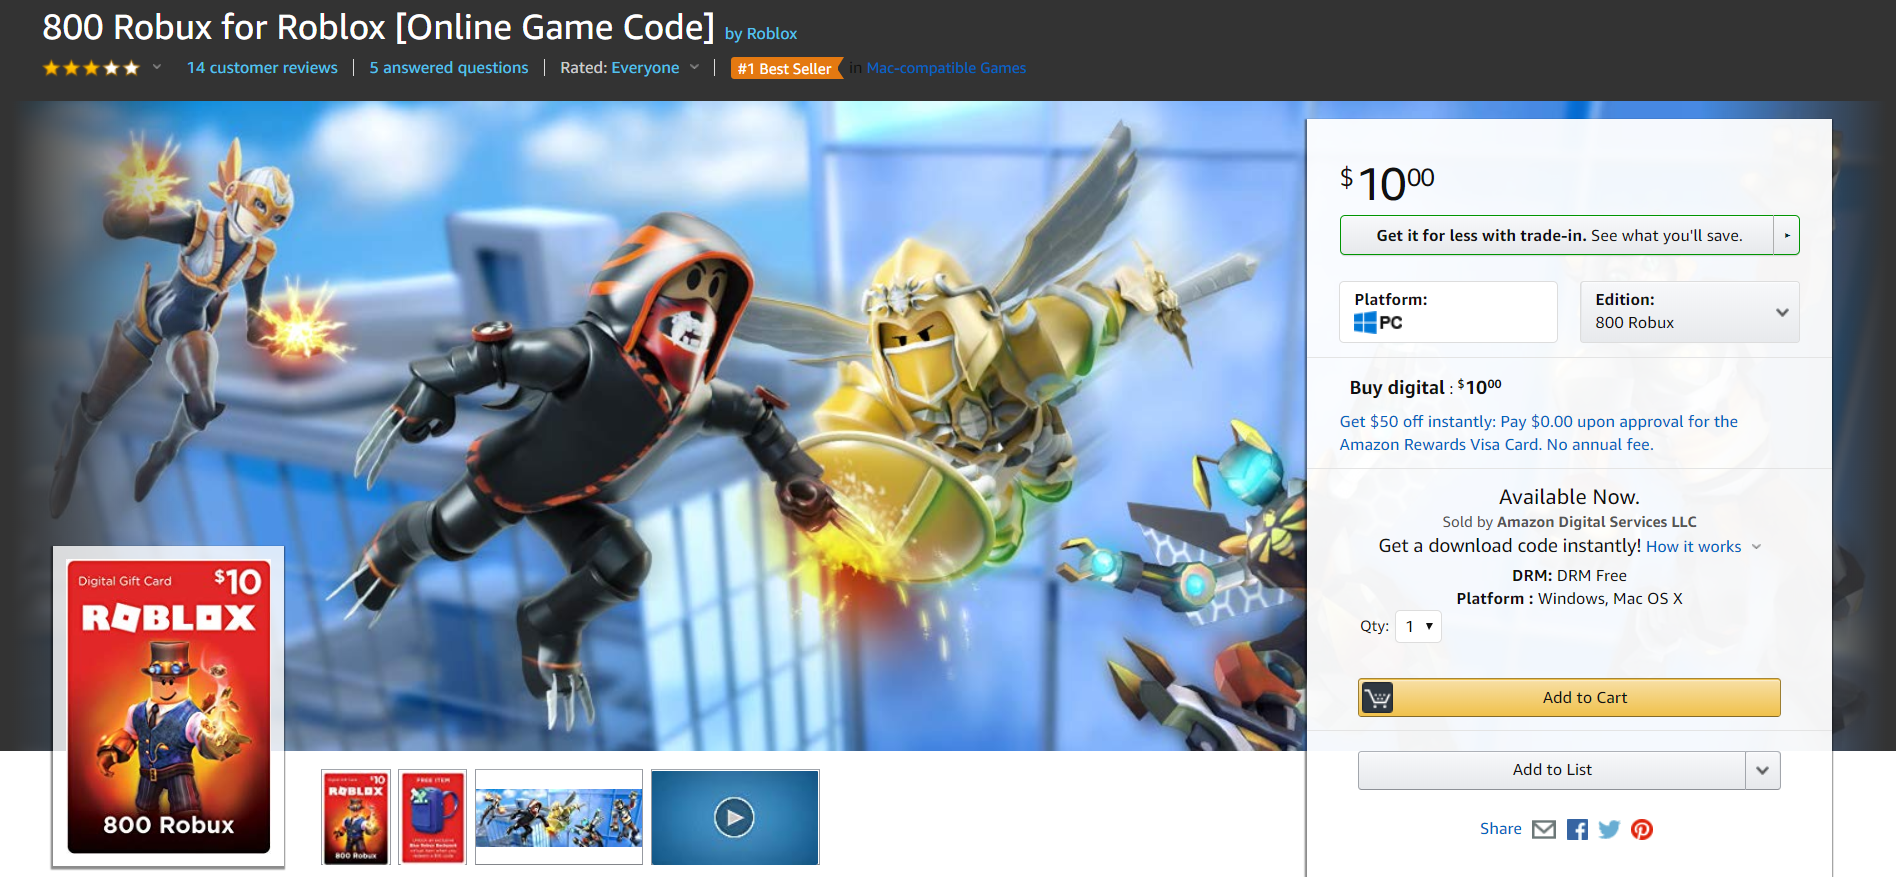 800 Robux for Roblox [Online Game Code] by Roblox
14 customer reviews | 5 answered questions | Rated: Everyone | #1 Best Seller in Mac-compatible Games
$10.00
Get it for less with trade-in. See what you'll save.
Platform:
PC
Edition:
800 Robux
Buy digital : $10.00
Get $50 off instantly: Pay $0.00 upon approval for the
Amazon Rewards Visa Card. No annual fee.
Available Now.
Sold by Amazon Digital Services LLC
Get a download code instantly! How it works
DRM: DRM Free
Platform : Windows, Mac OS X
Qty: 1
Add to Cart
Add to List
Share
Digital Gift Card $10
ROBLOX
800 Robux
Digital Gift Card $10
ROBLOX
800 Robux
FREE ITEM